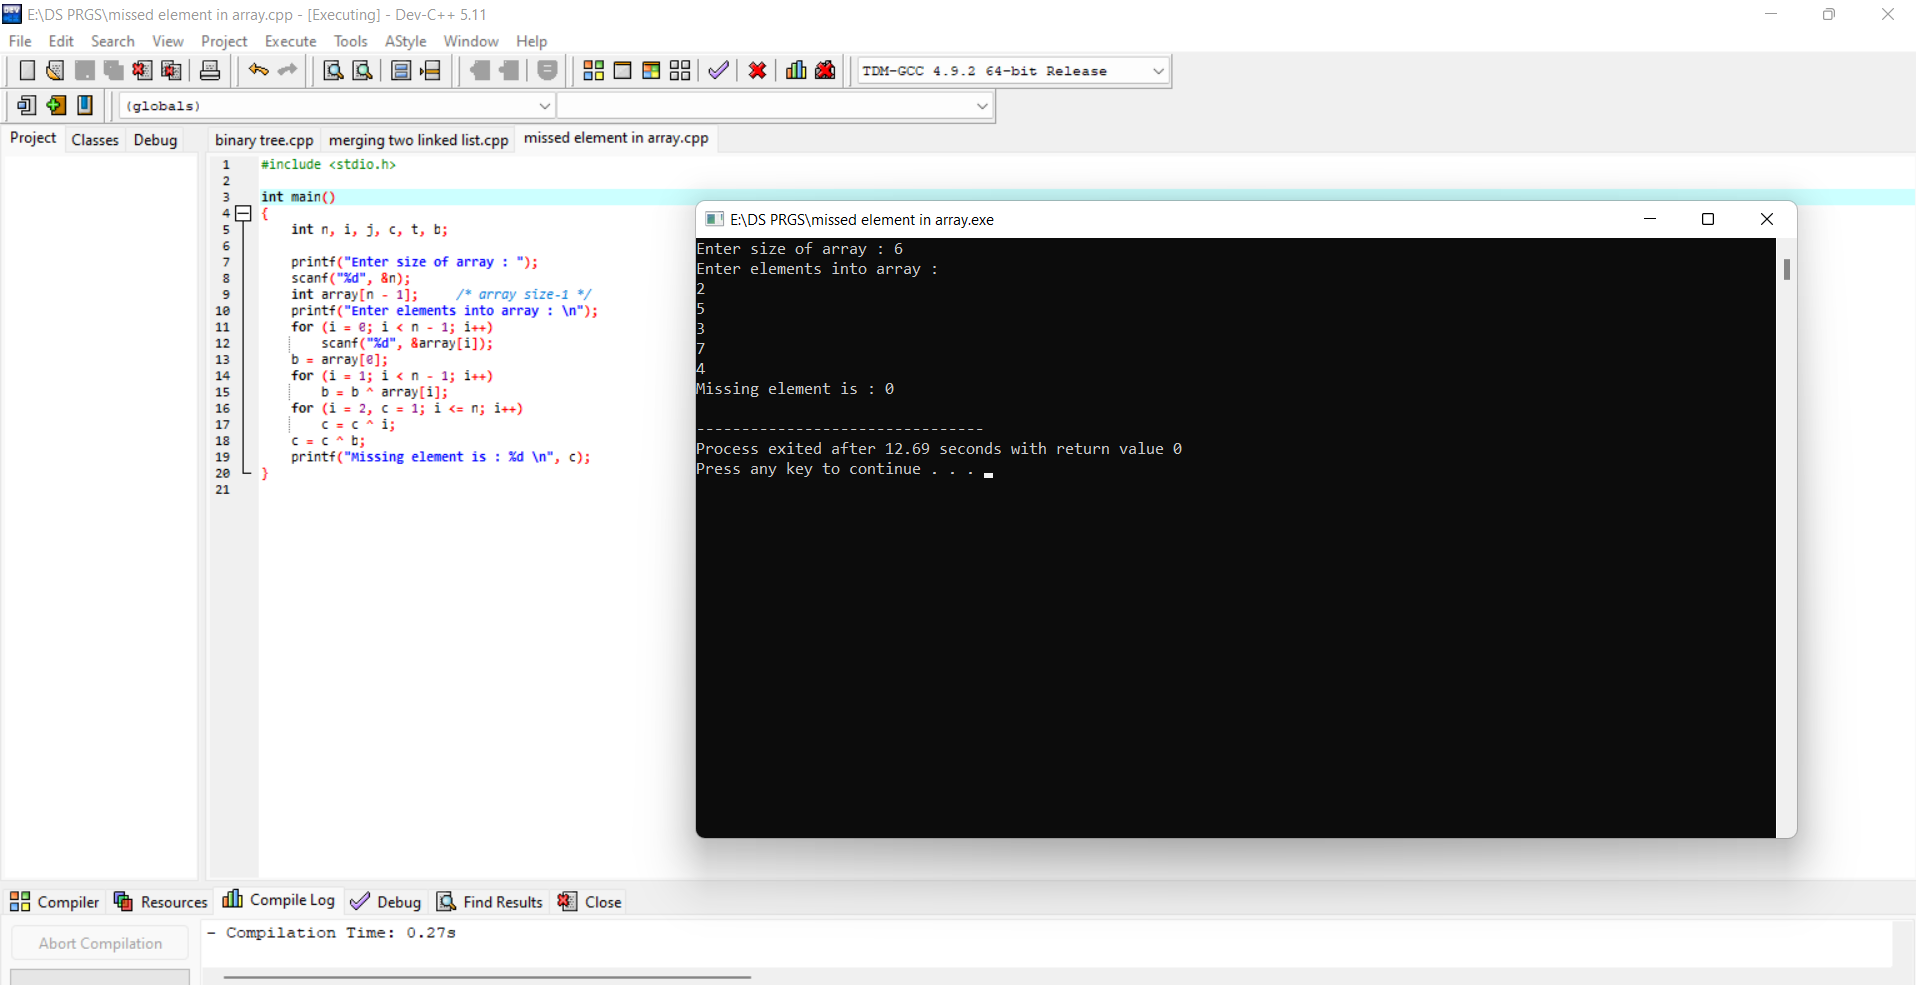 E:\DS PRGS\missed element in array.cpp - [Executing] - Dev-C++ 5.11
File Edit Search View Project Execute Tools AStyle Window Help
TDM-GCC 4.9.2 64-bit Release
(globals)
Project Classes Debug
binary tree.cpp merging two linked list.cpp missed element in array.cpp
1 #include <stdio.h>
2
3 int main()
4 {
5 int n, i, j, c, t, b;
6
7 printf("Enter size of array : ");
8 scanf("%d", &n);
9 int array[n - 1]; /* array size-1 */
10 printf("Enter elements into array : \n");
11 for (i = 0; i < n - 1; i++)
12 scanf("%d", &array[i]);
13 b = array[0];
14 for (i = 1; i < n - 1; i++)
15 b = b ^ array[i];
16 for (i = 2, c = 1; i <= n; i++)
17 c = c ^ i;
18 c = c ^ b;
19 printf("Missing element is : %d \n", c);
20 }
21
E:\DS PRGS\missed element in array.exe
Enter size of array : 6
Enter elements into array :
2
5
3
7
4
Missing element is : 0
--------------------------------
Process exited after 12.69 seconds with return value 0
Press any key to continue . . .
Compiler Resources Compile Log Debug Find Results Close
Abort Compilation
- Compilation Time: 0.27s